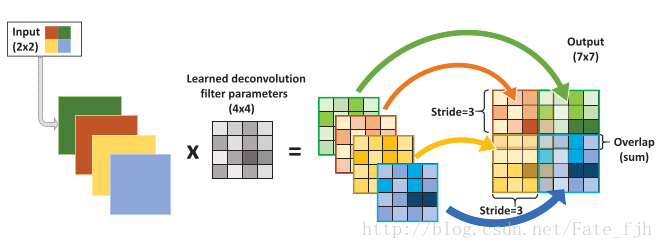 Input
(2x2)
Learned deconvolution
filter parameters
(4x4)
x
=
Output
(7x7)
Stride=3
Overlap
(sum)
Stride=3
http://blog.csdn.net/Fate_fjh